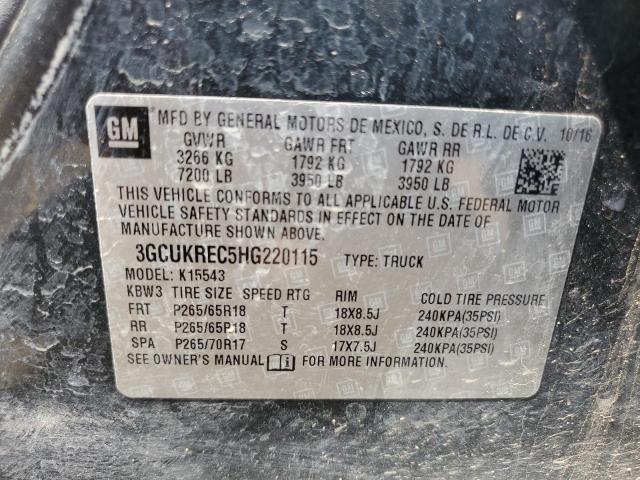 GM
MFD BY GENERAL MOTORS DE MEXICO, S. DE R.L. DE C.V. 10/16
GVWR GAWR FRT GAWR RR
3266 KG 1792 KG 1792 KG
7200 LB 3950 LB 3950 LB
THIS VEHICLE CONFORMS TO ALL APPLICABLE U.S. FEDERAL MOTOR
VEHICLE SAFETY STANDARDS IN EFFECT ON THE DATE OF
MANUFACTURE SHOWN ABOVE.
3GCUKREC5HG220115 TYPE: TRUCK
MODEL: K15543
KBW3 TIRE SIZE SPEED RTG RIM COLD TIRE PRESSURE
FRT P265/65R18 T 18X8.5J 240KPA(35PSI)
RR P265/65R18 T 18X8.5J 240KPA(35PSI)
SPA P265/70R17 S 17X7.5J 240KPA(35PSI)
SEE OWNER'S MANUAL FOR MORE INFORMATION.